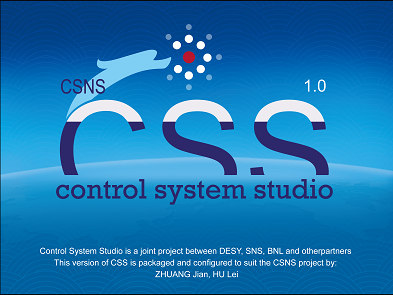 CSNS
1.0
CSS
control system studio
Control System Studio is a joint project between DESY, SNS, BNL and otherpartners
This version of CSS is packaged and configured to suit the CSNS project by:
ZHUANG Jian, HU Lei